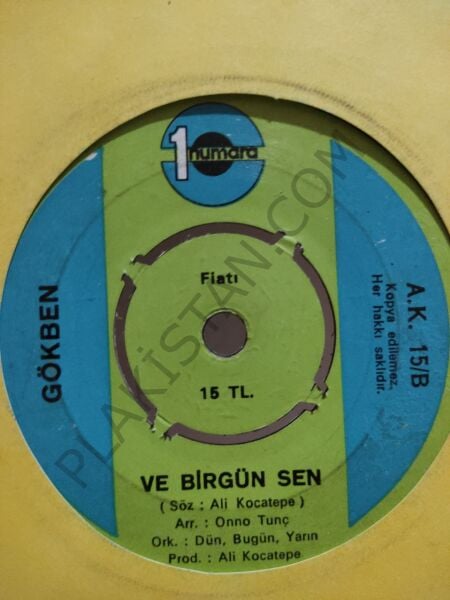 1 numara
GÖKBEN
Fiatı
15 TL.
A.K. 15/B
Kopya edilemez.
Her hakkı saklıdır.
VE BİRGÜN SEN
( Söz : Ali Kocatepe )
Arr. : Onno Tunç
Ork. : Dün, Bugün, Yarın
Prod. : Ali Kocatepe
PLAKİSTAN.COM